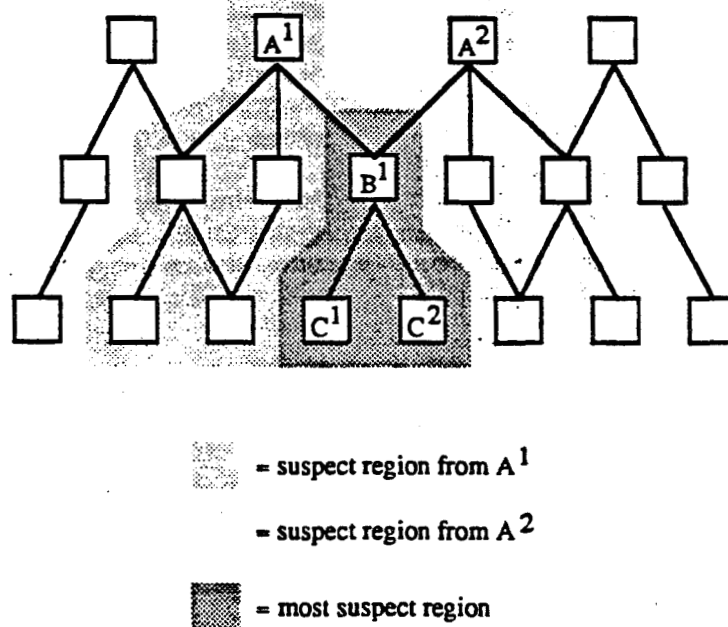 A¹ A²
B¹
C¹ C²
= suspect region from A¹
= suspect region from A²
= most suspect region